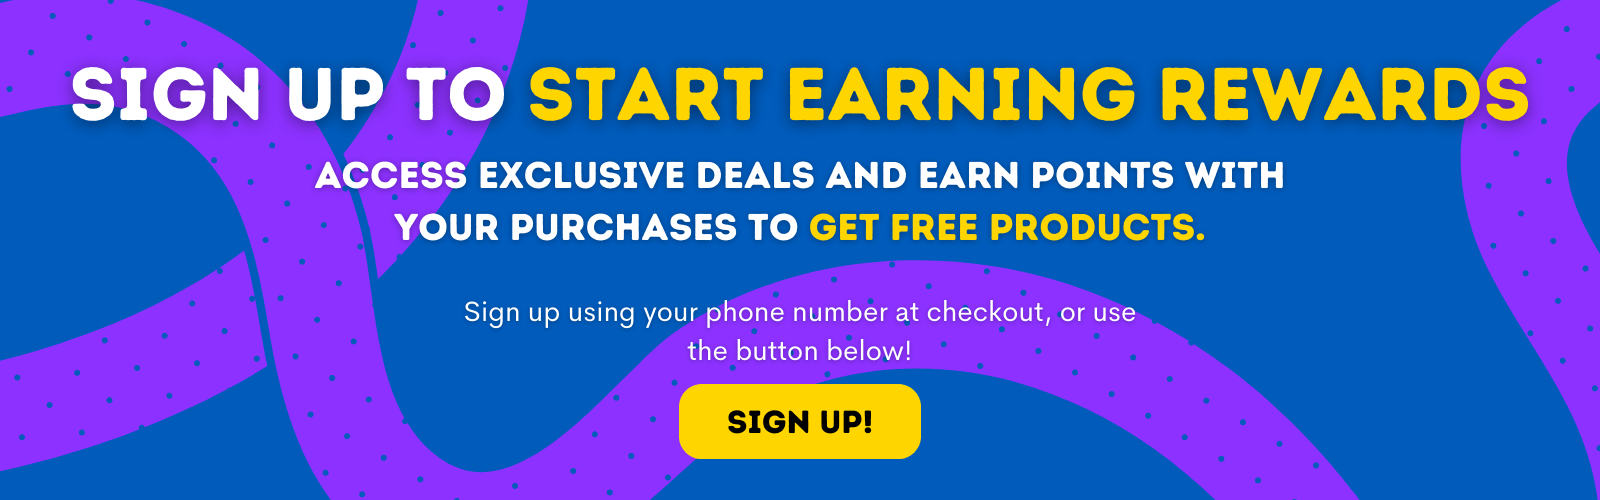 SIGN UP TO START EARNING REWARDS
ACCESS EXCLUSIVE DEALS AND EARN POINTS WITH
YOUR PURCHASES TO GET FREE PRODUCTS.
Sign up using your phone number at checkout, or use
the button below!
SIGN UP!